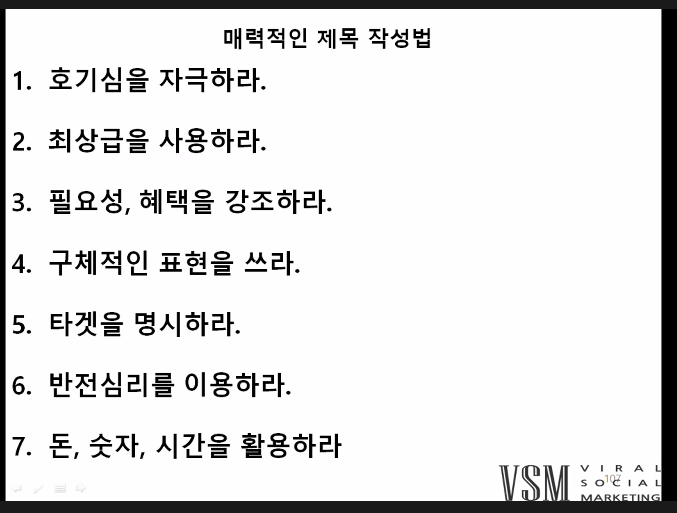 매력적인 제목 작성법
1. 호기심을 자극하라.
2. 최상급을 사용하라.
3. 필요성, 혜택을 강조하라.
4. 구체적인 표현을 쓰라.
5. 타겟을 명시하라.
6. 반전심리를 이용하라.
7. 돈, 숫자, 시간을 활용하라
VSM VIRAL
SOCIAL
MARKETING
107